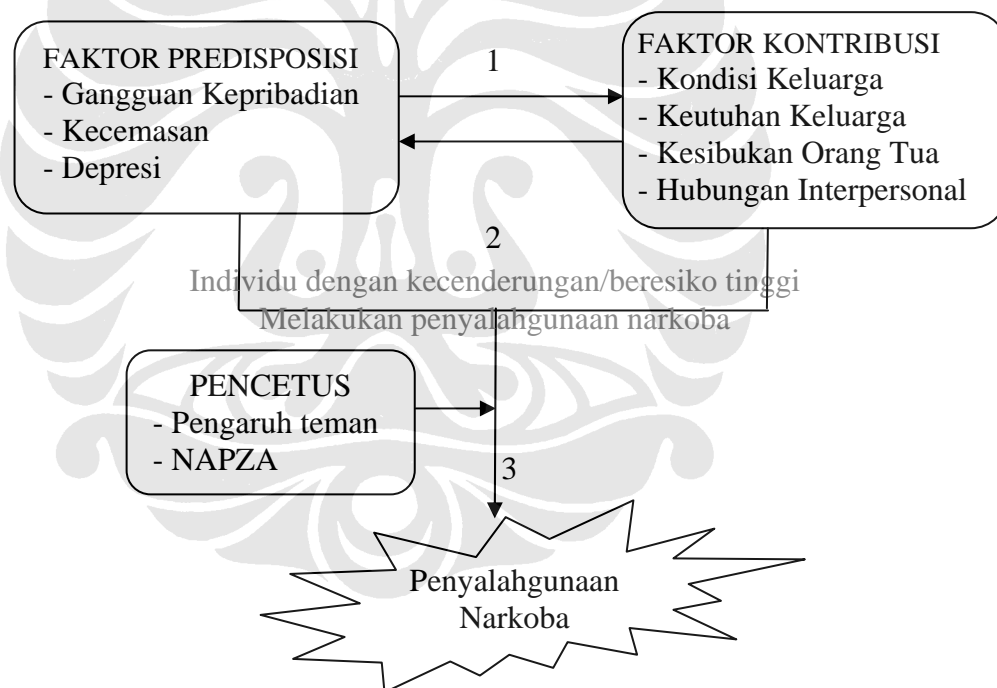 FAKTOR PREDISPOSISI
- Gangguan Kepribadian
- Kecemasan
- Depresi
1
FAKTOR KONTRIBUSI
- Kondisi Keluarga
- Keutuhan Keluarga
- Kesibukan Orang Tua
- Hubungan Interpersonal
2
Individu dengan kecenderungan/beresiko tinggi
Melakukan penyalahgunaan narkoba
PENCETUS
- Pengaruh teman
- NAPZA
3
Penyalahgunaan
Narkoba